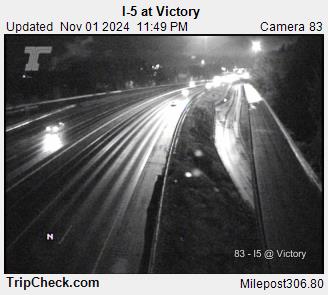 I-5 at Victory
Updated Nov 01 2024 11:49 PM Camera 83
T
N
83 - I5 @ Victory
TripCheck.com Milepost306.80